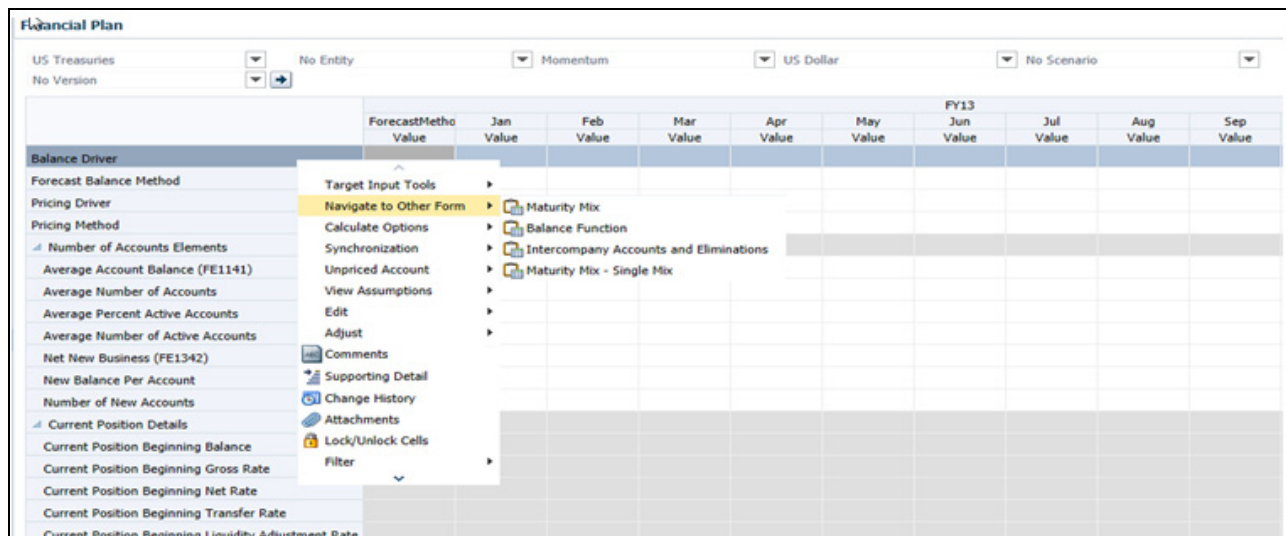 Financial Plan
US Treasuries No Entity Momentum US Dollar No Scenario
No Version
FY13
ForecastMetho Jan Feb Mar Apr May Jun Jul Aug Sep
Value Value Value Value Value Value Value Value Value Value
Balance Driver
Forecast Balance Method
Pricing Driver
Pricing Method
Number of Accounts Elements
Average Account Balance (FE1141)
Average Number of Accounts
Average Percent Active Accounts
Average Number of Active Accounts
Net New Business (FE1342)
New Balance Per Account
Number of New Accounts
Current Position Details
Current Position Beginning Balance
Current Position Beginning Gross Rate
Current Position Beginning Net Rate
Current Position Beginning Transfer Rate
Current Position Beginning Liquidity Adjustment Rate
Target Input Tools
Navigate to Other Form
Calculate Options
Synchronization
Unpriced Account
View Assumptions
Edit
Adjust
Comments
Supporting Detail
Change History
Attachments
Lock/Unlock Cells
Filter
Maturity Mix
Balance Function
Intercompany Accounts and Eliminations
Maturity Mix - Single Mix